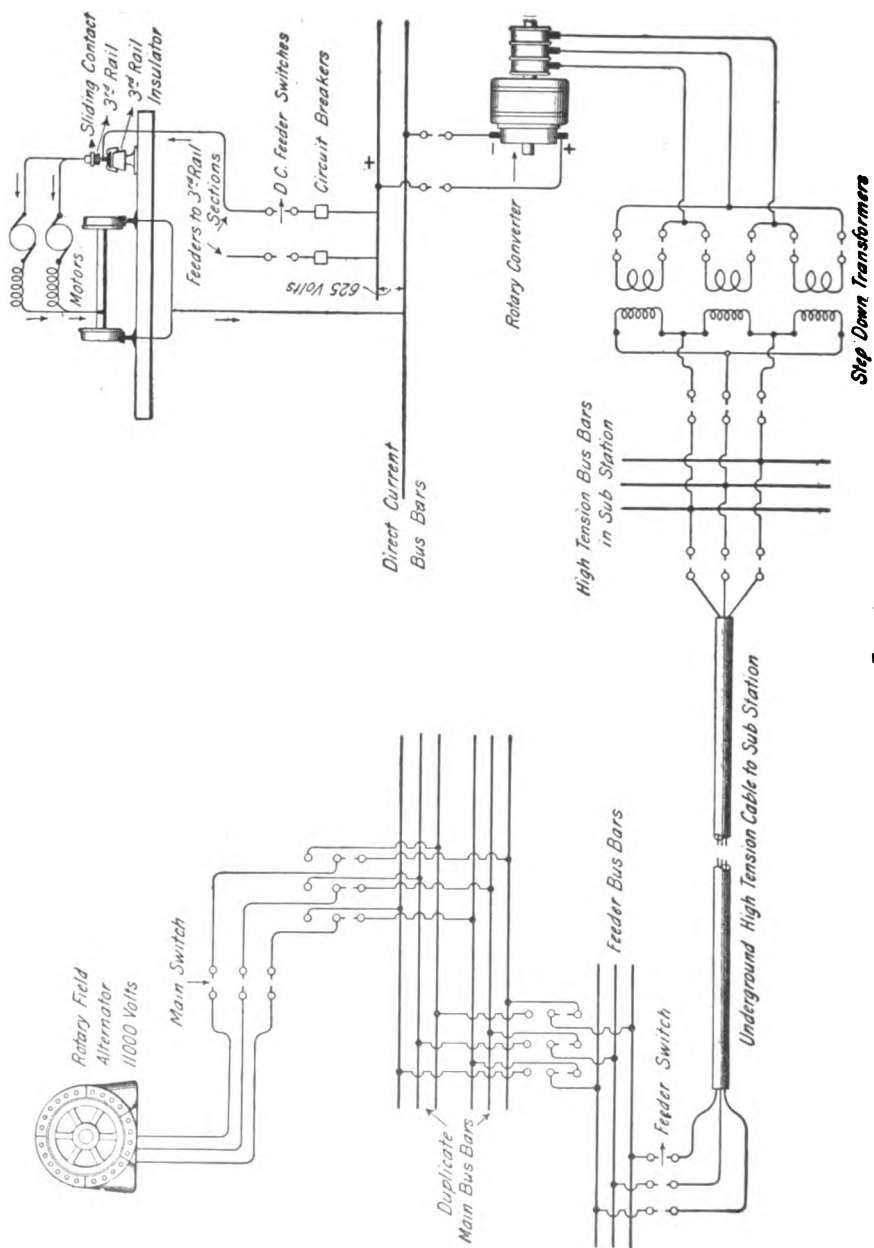 Rotary Field
Alternator
11000 Volts
Main Switch
Duplicate
Main Bus Bars
Feeder Bus Bars
Feeder Switch
Underground High Tension Cable to Sub Station
High Tension Bus Bars
in Sub Station
Step Down Transformers
Rotary Converter
-
+
Direct Current
Bus Bars
+
625 Volts
Feeders to 3rd Rail
Sections
D.C. Feeder Switches
Circuit Breakers
Motors
Sliding Contact
3rd Rail
3rd Rail
Insulator